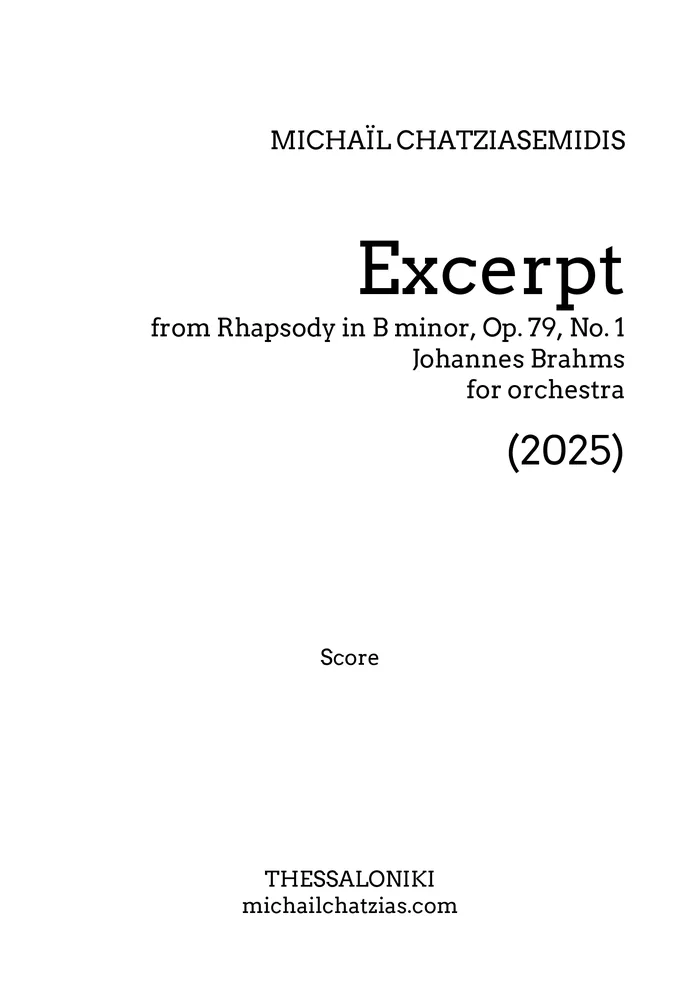 MICHAÏL CHATZIASEMIDIS
Excerpt
from Rhapsody in B minor, Op. 79, No. 1
Johannes Brahms
for orchestra
(2025)
Score
THESSALONIKI
michailchatzias.com